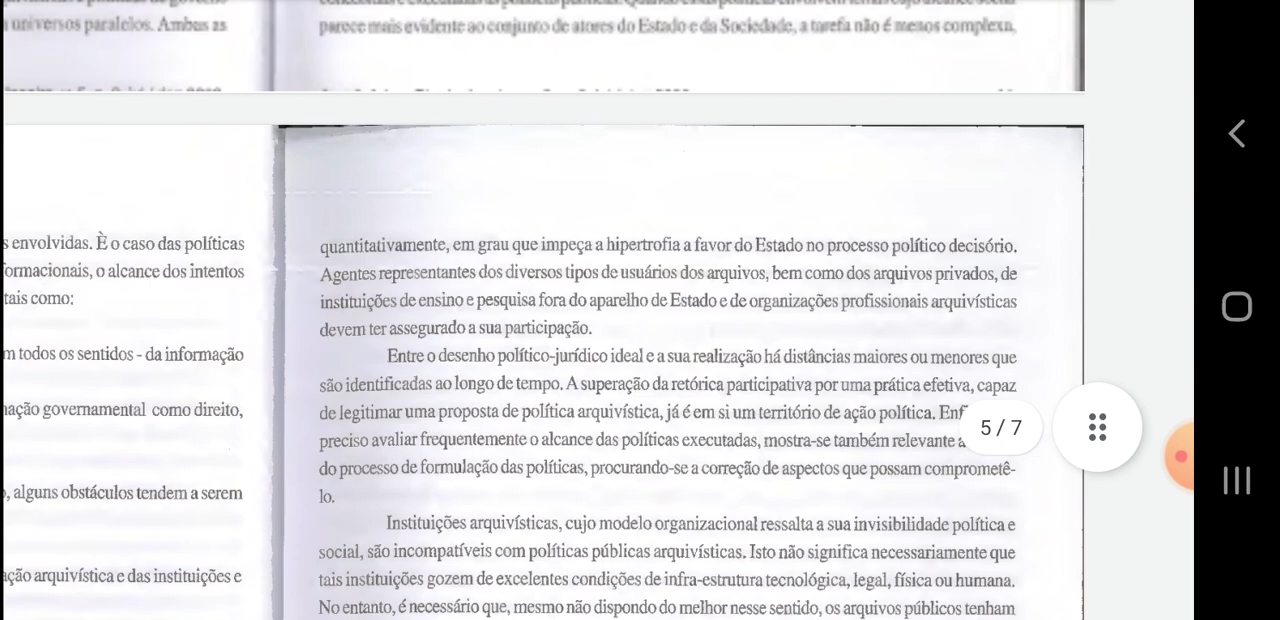 universos paralelos. Ambas as
parece mais evidente ao conjunto de atores do Estado e da Sociedade, a tarefa não é menos complexa,
s envolvidas. È o caso das políticas
formacionais, o alcance dos intentos
tais como:
m todos os sentidos - da informação
nação governamental como direito,
, alguns obstáculos tendem a serem
ação arquivística e das instituições e
quantitativamente, em grau que impeça a hipertrofia a favor do Estado no processo político decisório.
Agentes representantes dos diversos tipos de usuários dos arquivos, bem como dos arquivos privados, de
instituições de ensino e pesquisa fora do aparelho de Estado e de organizações profissionais arquivísticas
devem ter assegurado a sua participação.
Entre o desenho político-jurídico ideal e a sua realização há distâncias maiores ou menores que
são identificadas ao longo de tempo. A superação da retórica participativa por uma prática efetiva, capaz
de legitimar uma proposta de política arquivística, já é em si um território de ação política. Enf
preciso avaliar frequentemente o alcance das políticas executadas, mostra-se também relevante a
do processo de formulação das políticas, procurando-se a correção de aspectos que possam comprometê-
lo.
Instituições arquivísticas, cujo modelo organizacional ressalta a sua invisibilidade política e
social, são incompatíveis com políticas públicas arquivísticas. Isto não significa necessariamente que
tais instituições gozem de excelentes condições de infra-estrutura tecnológica, legal, física ou humana.
No entanto, é necessário que, mesmo não dispondo do melhor nesse sentido, os arquivos públicos tenham
5 / 7